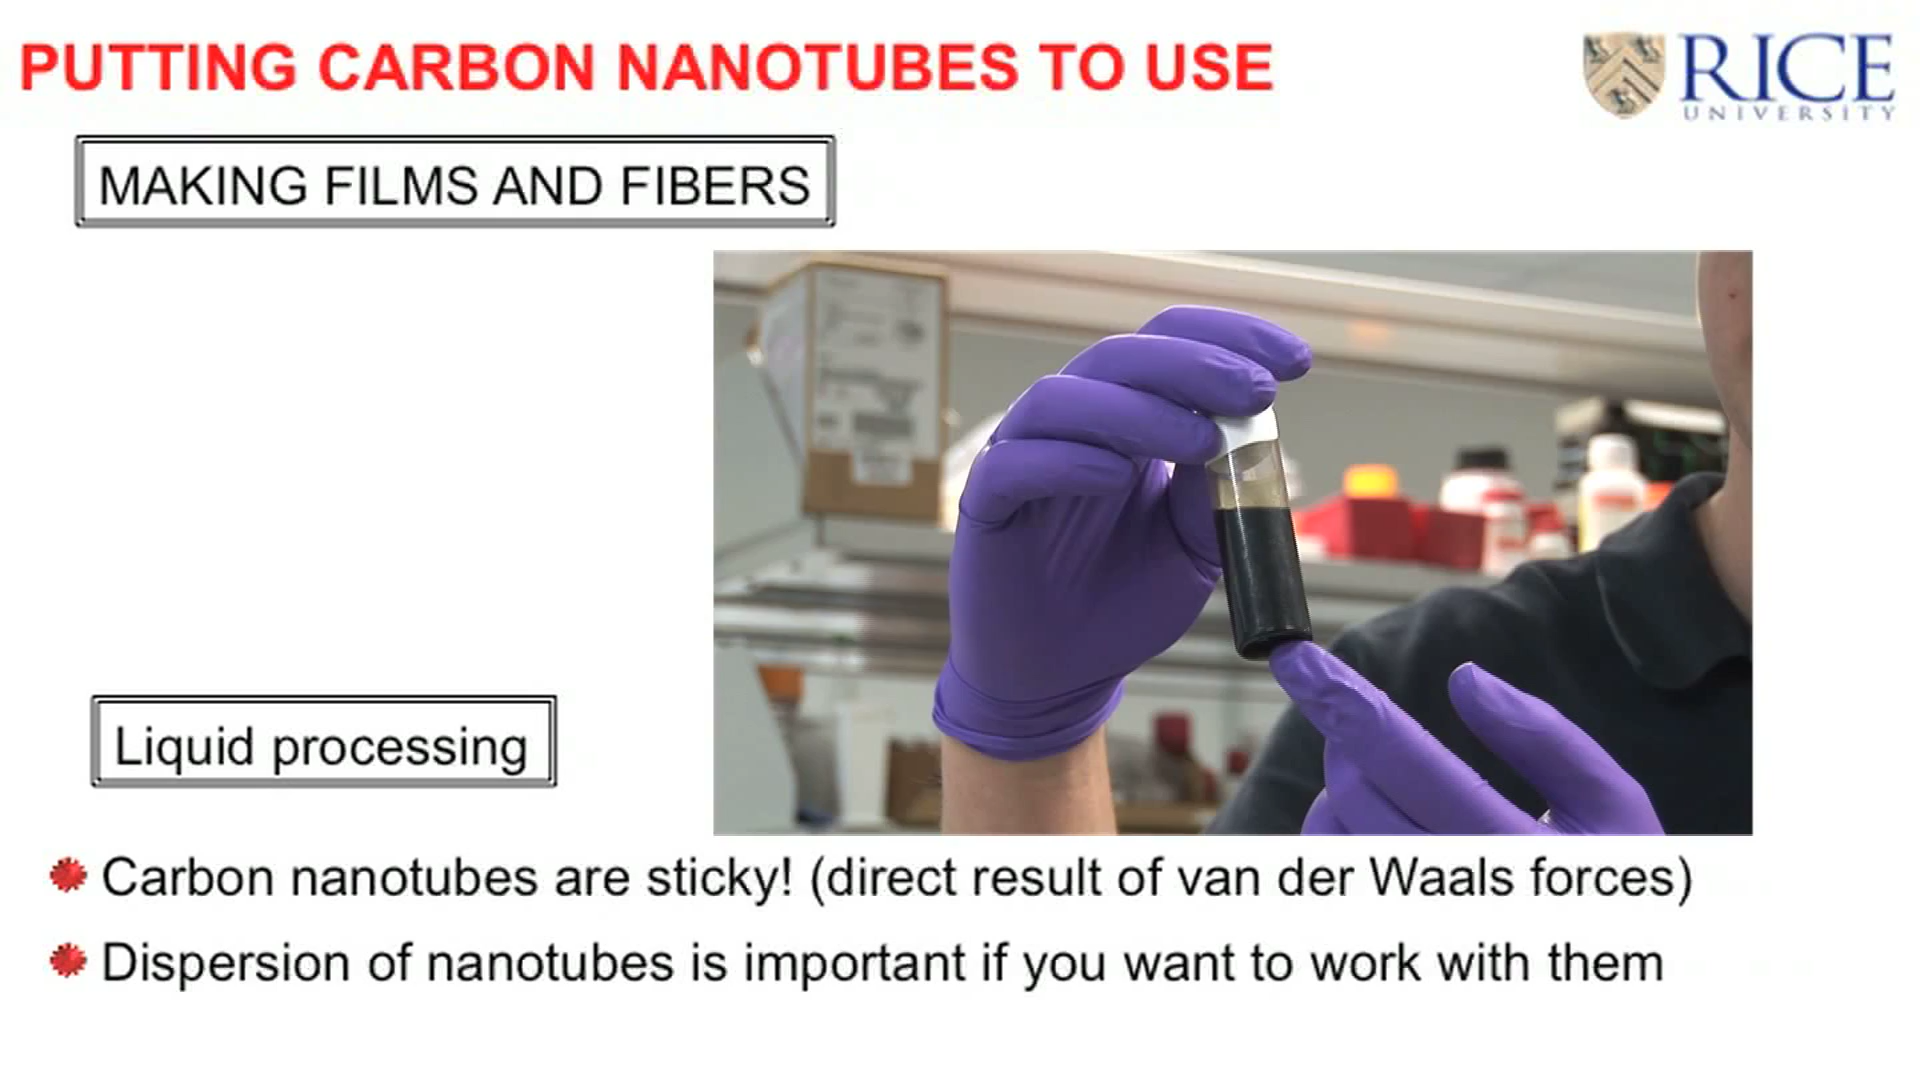 PUTTING CARBON NANOTUBES TO USE
RICE
UNIVERSITY
MAKING FILMS AND FIBERS
Liquid processing
Carbon nanotubes are sticky! (direct result of van der Waals forces)
Dispersion of nanotubes is important if you want to work with them